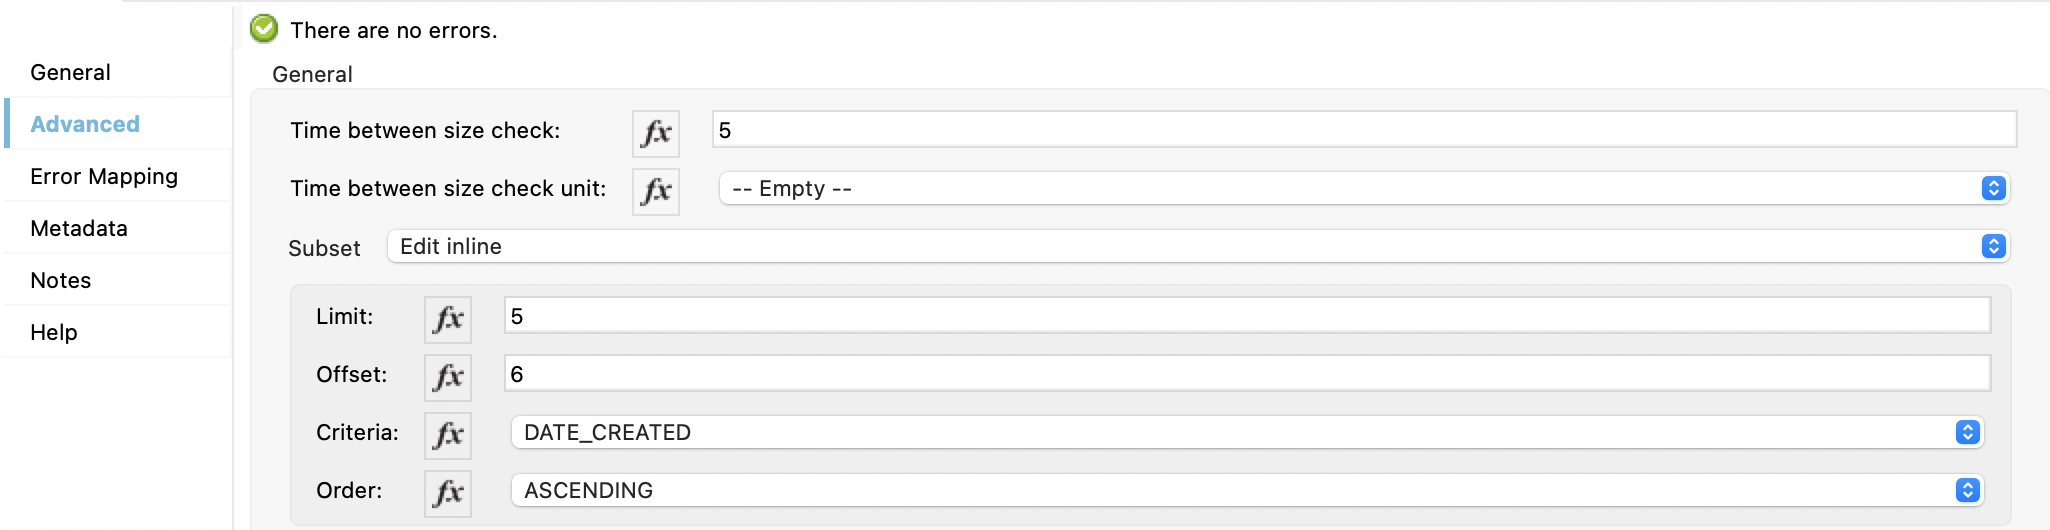 There are no errors.
General
Advanced
Error Mapping
Metadata
Notes
Help
General
Time between size check: fx 5
Time between size check unit: fx -- Empty --
Subset Edit inline
Limit: fx 5
Offset: fx 6
Criteria: fx DATE_CREATED
Order: fx ASCENDING